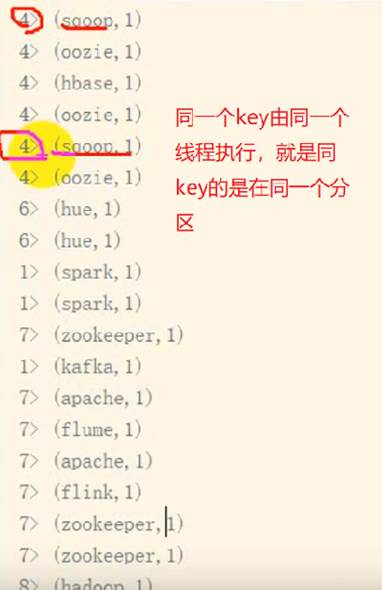 4> (sqoop,1)
4> (oozie,1)
4> (hbase,1)
4> (oozie,1)
4> (sqoop,1)
4> (oozie,1)
6> (hue,1)
6> (hue,1)
1> (spark,1)
1> (spark,1)
7> (zookeeper,1)
1> (kafka,1)
7> (apache,1)
7> (flume,1)
7> (apache,1)
7> (flink,1)
7> (zookeeper,1)
7> (zookeeper,1)
8> (hadoop,1)
同一个key由同一个
线程执行，就是同
key的是在同一个分
区